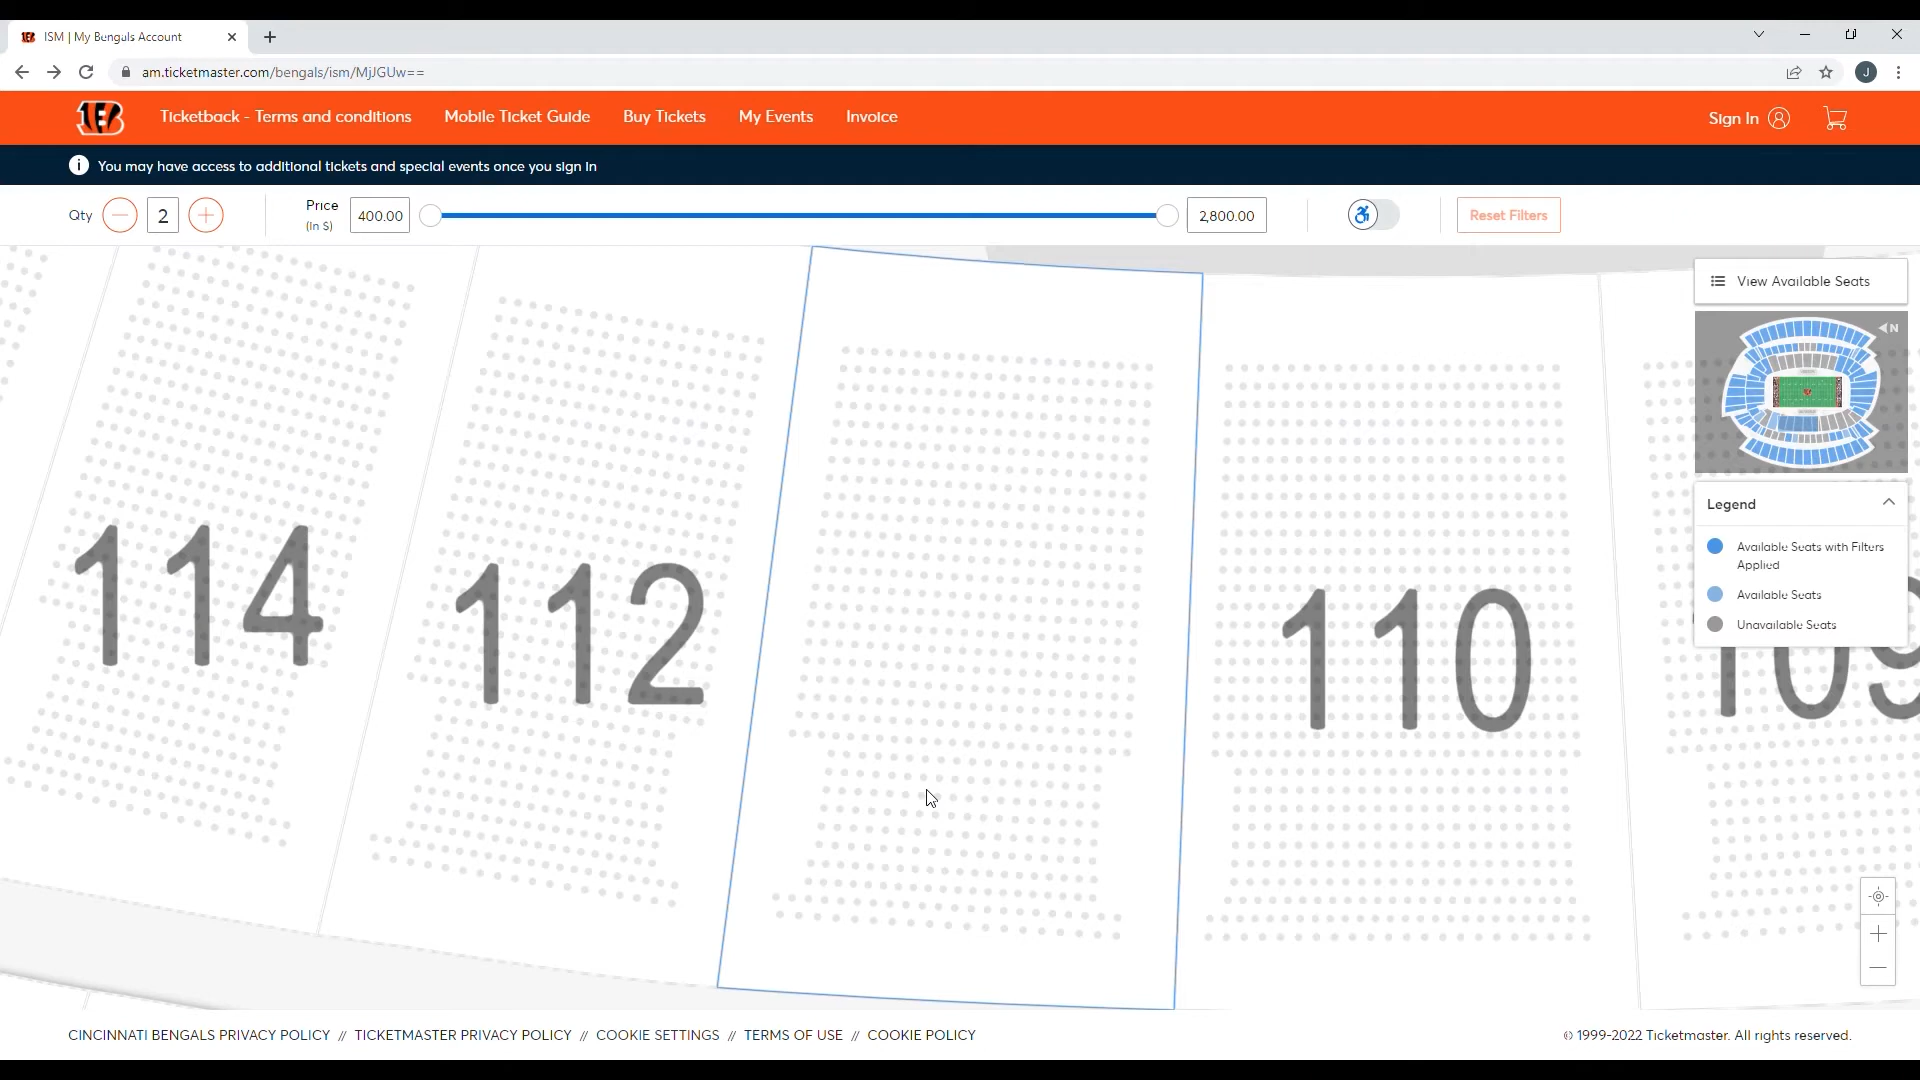 ISM | My Bengals Account
am.ticketmaster.com/bengals/ism/MjJGUw==
J
Ticketback - Terms and conditions Mobile Ticket Guide Buy Tickets My Events Invoice Sign In
You may have access to additional tickets and special events once you sign in
Qty 2 Price (In $) 400.00 2,800.00 Reset Filters
View Available Seats
N
Legend
Available Seats with Filters
Applied
Available Seats
Unavailable Seats
114 112 110 109
CINCINNATI BENGALS PRIVACY POLICY // TICKETMASTER PRIVACY POLICY // COOKIE SETTINGS // TERMS OF USE // COOKIE POLICY © 1999-2022 Ticketmaster. All rights reserved.